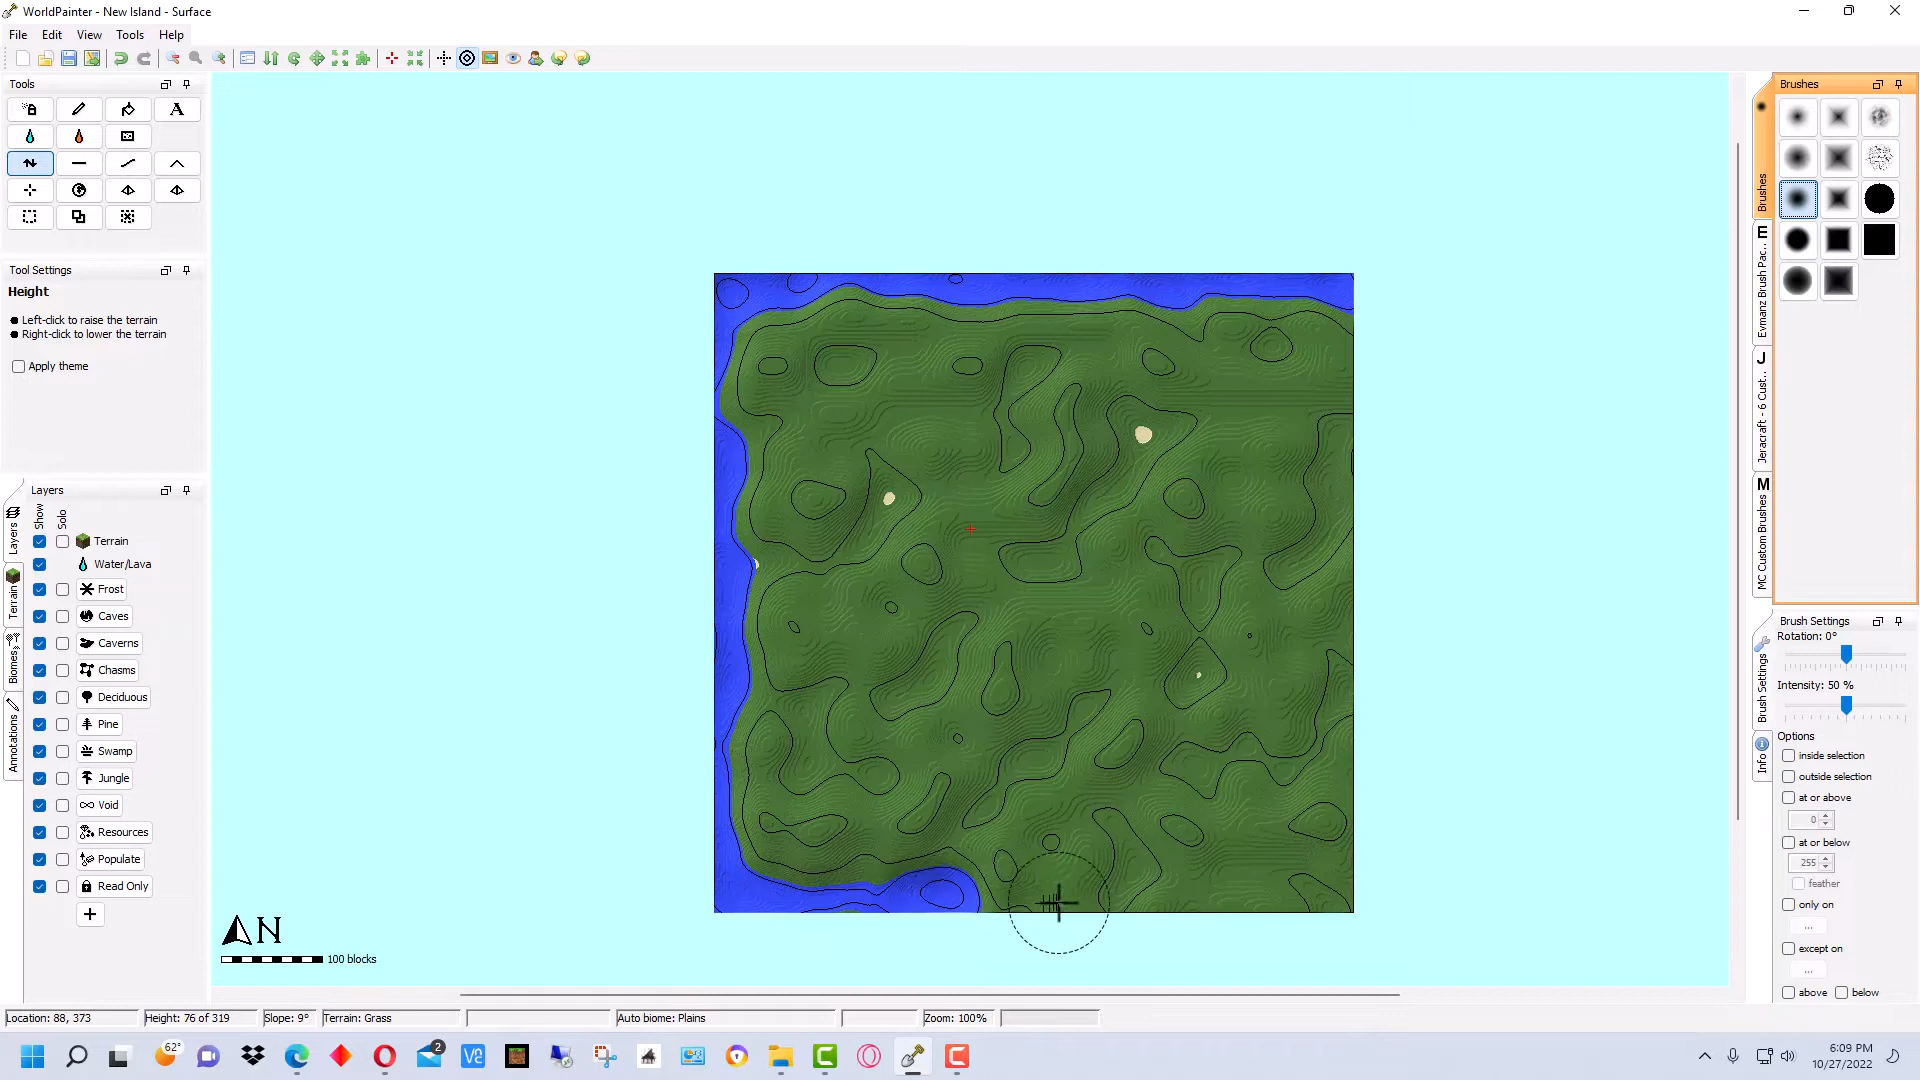 WorldPainter - New Island - Surface
File Edit View Tools Help
Tools
A
Tool Settings
Height
Left-click to raise the terrain
Right-click to lower the terrain
Apply theme
Layers
Show
Solo
Terrain
Water/Lava
Frost
Caves
Caverns
Chasms
Deciduous
Pine
Swamp
Jungle
Void
Resources
Populate
Read Only
+
Layers
Terrain
Biomes
Annotations
N
100 blocks
Brushes
Brushes
E Evmanz Brush Pac...
J Jeracraft - 6 Cust...
M MC Custom Brushes
Brush Settings
Brush Settings
Info
Rotation: 0°
Intensity: 50 %
Options
inside selection
outside selection
at or above
0
at or below
255
feather
only on
...
except on
...
above below
Location: 88, 373 Height: 76 of 319 Slope: 9° Terrain: Grass Auto biome: Plains Zoom: 100%
62°
2
6:09 PM
10/27/2022